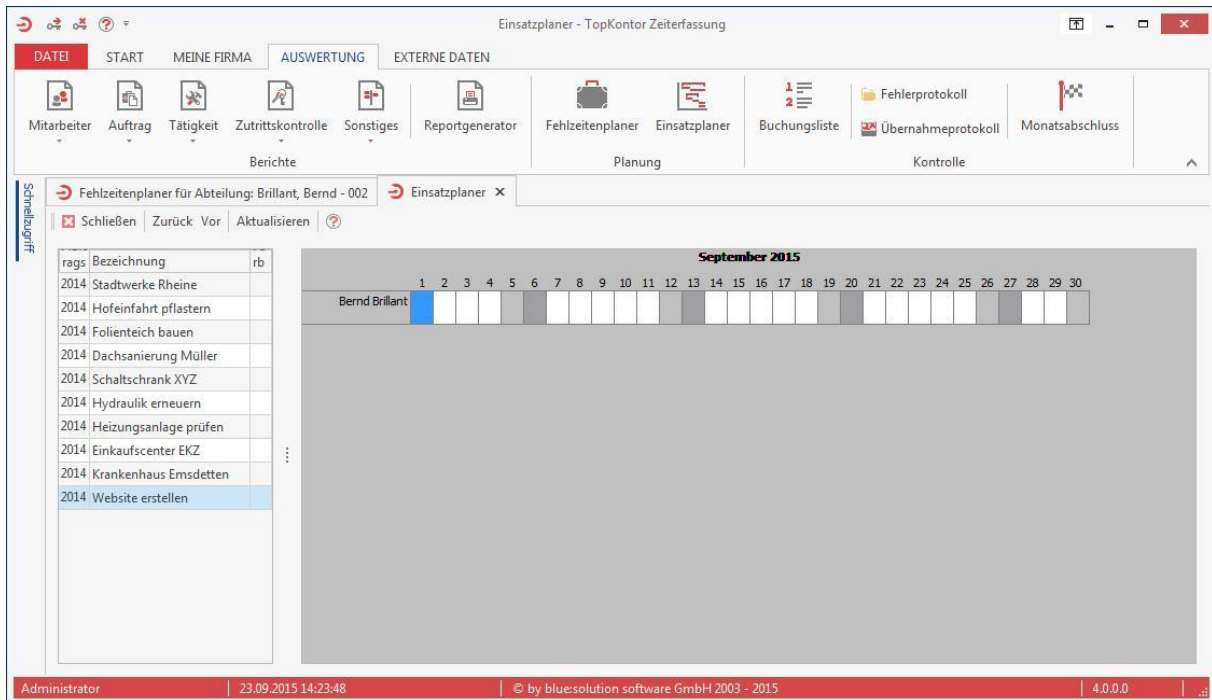 Einsatzplaner - TopKontor Zeiterfassung
DATEI START MEINE FIRMA AUSWERTUNG EXTERNE DATEN
Mitarbeiter Auftrag Tätigkeit Zutrittskontrolle Sonstiges Reportgenerator Fehlzeitenplaner Einsatzplaner Buchungsliste Fehlerprotokoll Übernahmeprotokoll Monatsabschluss
Berichte Planung Kontrolle
Schnellzugriff
Fehlzeitenplaner für Abteilung: Brillant, Bernd - 002 Einsatzplaner
Schließen Zurück Vor Aktualisieren
rags Bezeichnung rb
2014 Stadtwerke Rheine
2014 Hofeinfahrt pflastern
2014 Folienteich bauen
2014 Dachsanierung Müller
2014 Schaltschrank XYZ
2014 Hydraulik erneuern
2014 Heizungsanlage prüfen
2014 Einkaufscenter EKZ
2014 Krankenhaus Emsdetten
2014 Website erstellen
September 2015
1 2 3 4 5 6 7 8 9 10 11 12 13 14 15 16 17 18 19 20 21 22 23 24 25 26 27 28 29 30
Bernd Brillant
Administrator 23.09.2015 14:23:48 © by blue:solution software GmbH 2003 - 2015 4.0.0.0